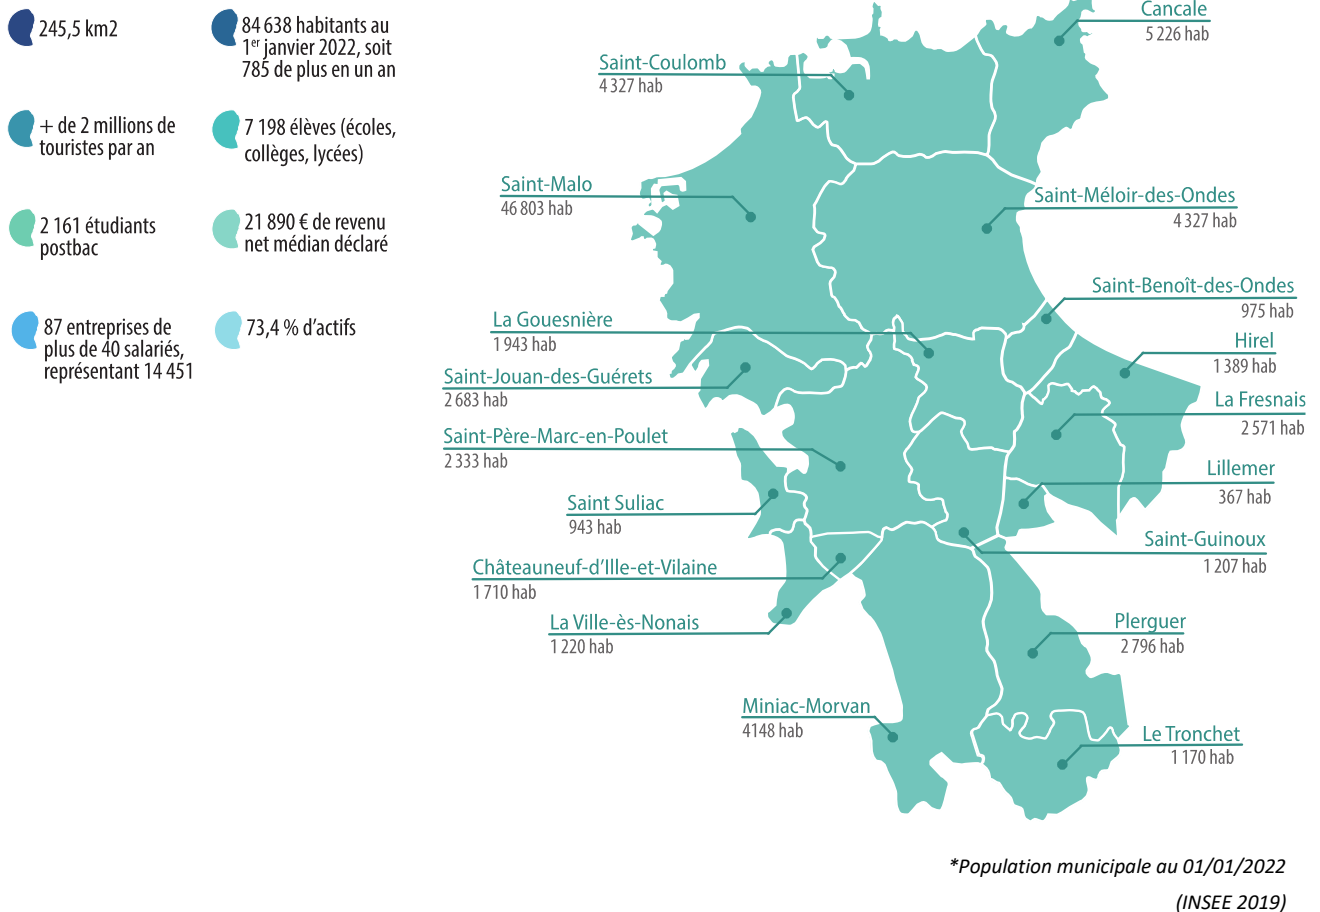 245,5 km2
84 638 habitants au
1er janvier 2022, soit
785 de plus en un an
+ de 2 millions de
touristes par an
7 198 élèves (écoles,
collèges, lycées)
2 161 étudiants
postbac
21 890 € de revenu
net médian déclaré
87 entreprises de
plus de 40 salariés,
représentant 14 451
73,4 % d'actifs
Cancale
5 226 hab
Saint-Coulomb
4 327 hab
Saint-Malo
46 803 hab
Saint-Méloir-des-Ondes
4 327 hab
Saint-Benoît-des-Ondes
975 hab
La Gouesnière
1 943 hab
Hirel
1 389 hab
Saint-Jouan-des-Guérets
2 683 hab
La Fresnais
2 571 hab
Saint-Père-Marc-en-Poulet
2 333 hab
Lillemer
367 hab
Saint Suliac
943 hab
Saint-Guinoux
1 207 hab
Châteauneuf-d'Ille-et-Vilaine
1 710 hab
La Ville-ès-Nonais
1 220 hab
Plerguer
2 796 hab
Miniac-Morvan
4148 hab
Le Tronchet
1 170 hab
*Population municipale au 01/01/2022
(INSEE 2019)